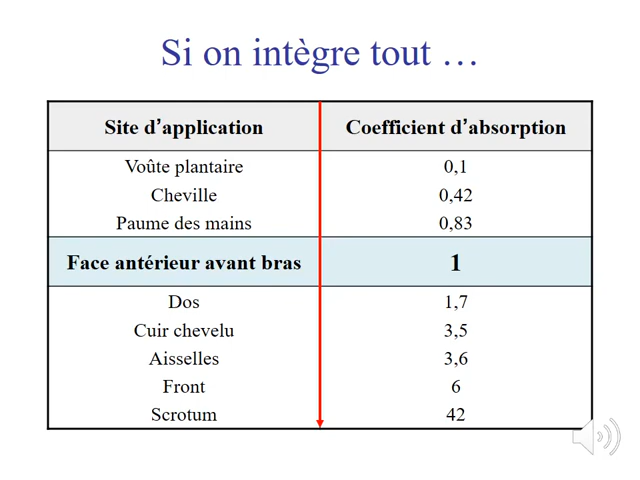 Si on intègre tout …
Site d’application Coefficient d’absorption
Voûte plantaire 0,1
Cheville 0,42
Paume des mains 0,83
Face antérieur avant bras 1
Dos 1,7
Cuir chevelu 3,5
Aisselles 3,6
Front 6
Scrotum 42